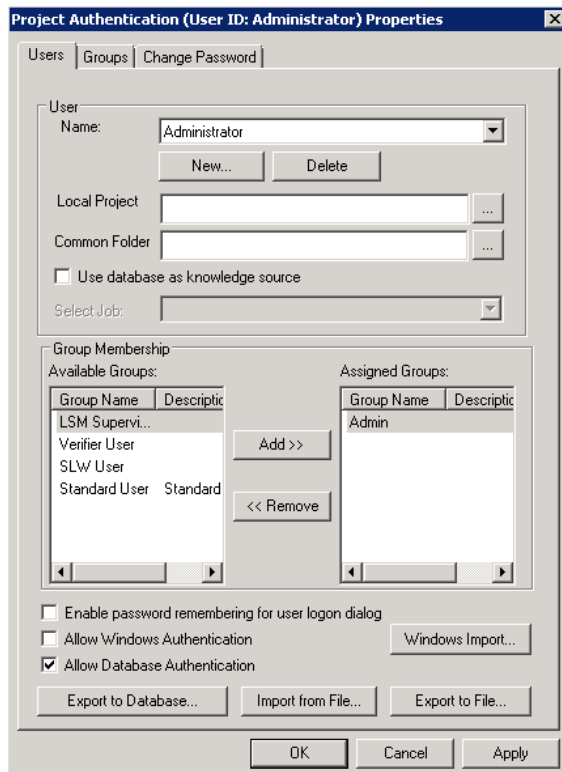 Project Authentication (User ID: Administrator) Properties
Users Groups Change Password
User
Name: Administrator
New... Delete
Local Project ...
Common Folder ...
Use database as knowledge source
Select Job:
Group Membership
Available Groups: Assigned Groups:
Group Name Descriptic Group Name Descriptic
LSM Supervi... Admin
Verifier User
Add >>
SLW User
Standard User Standard
<< Remove
Enable password remembering for user logon dialog
Allow Windows Authentication Windows Import...
Allow Database Authentication
Export to Database... Import from File... Export to File...
OK Cancel Apply